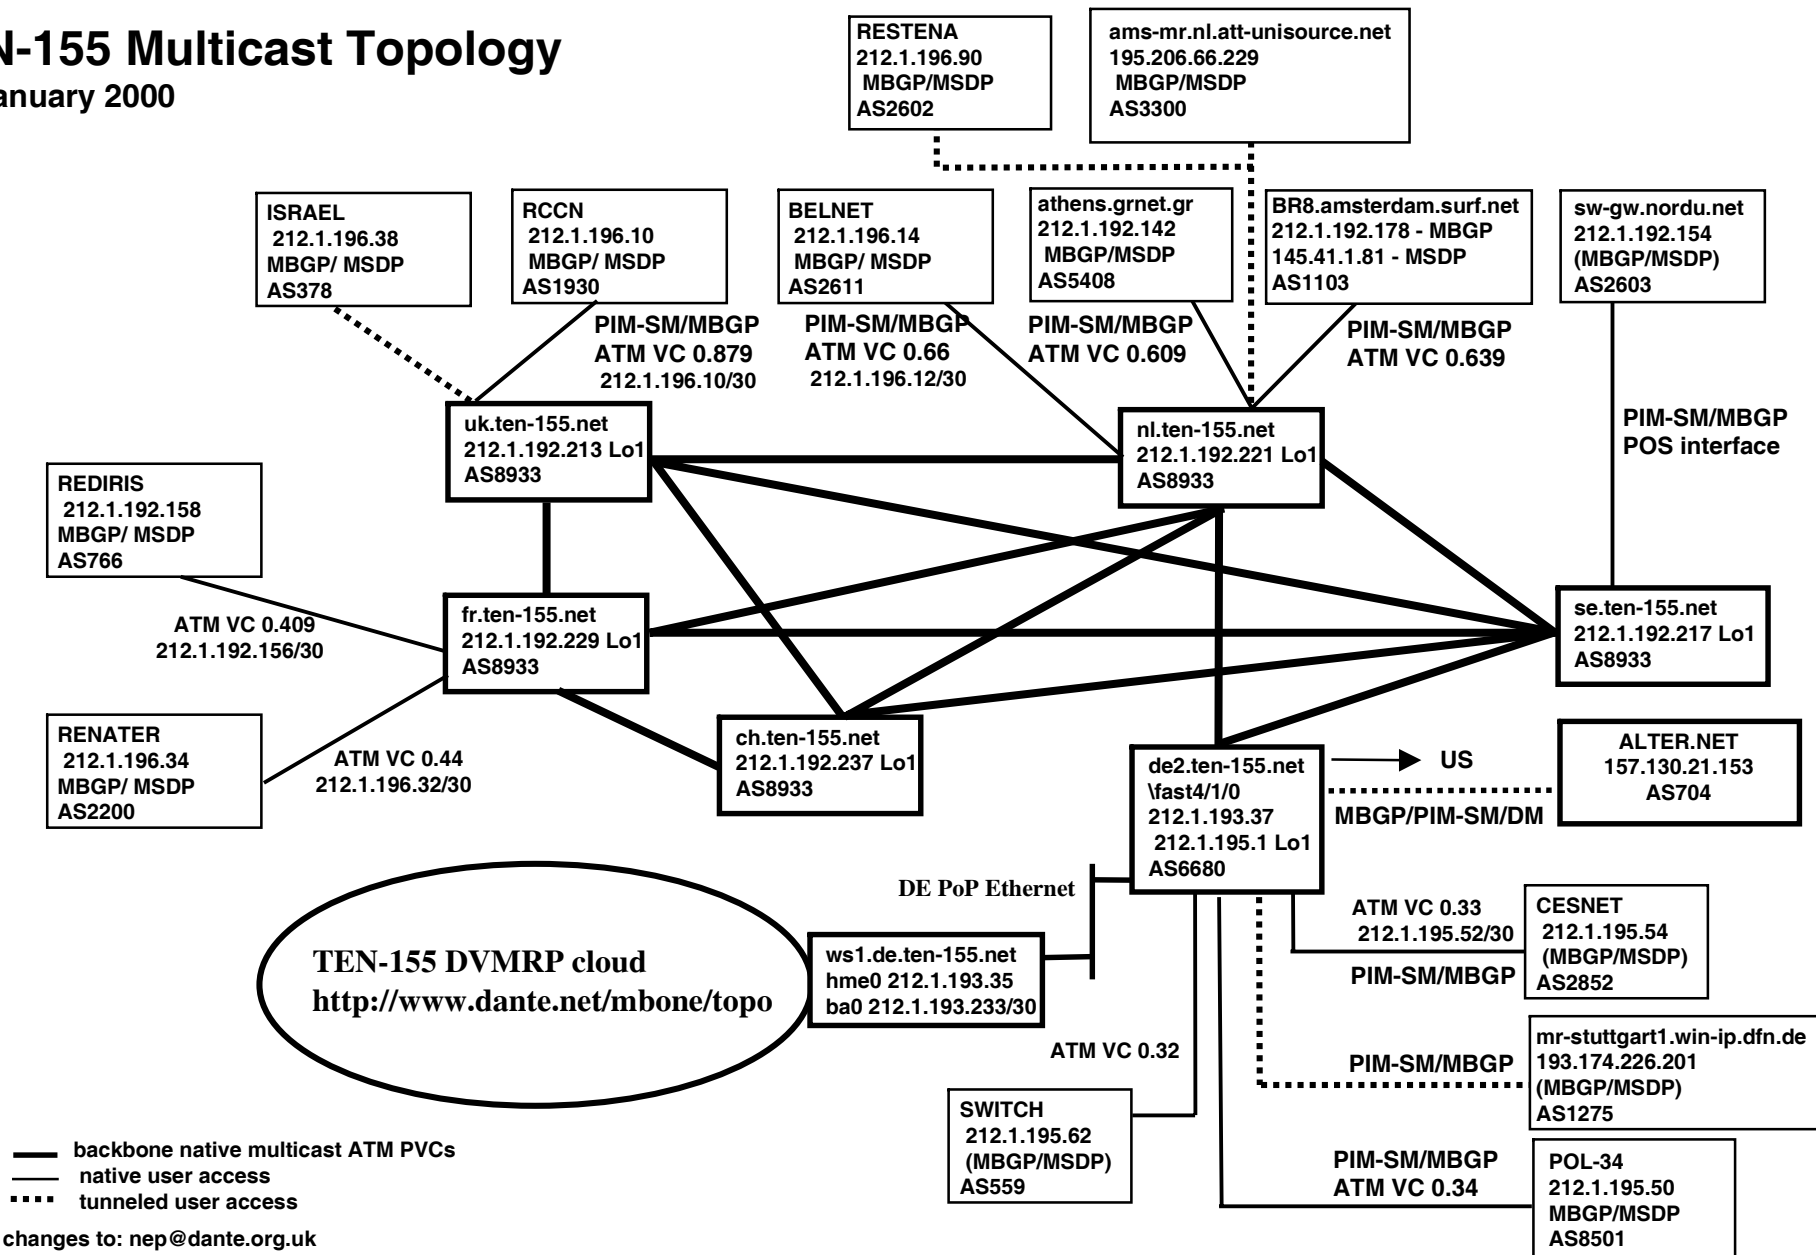 N-155 Multicast Topology
anuary 2000
RESTENA
212.1.196.90
MBGP/MSDP
AS2602
ams-mr.nl.att-unisource.net
195.206.66.229
MBGP/MSDP
AS3300
ISRAEL
212.1.196.38
MBGP/ MSDP
AS378
RCCN
212.1.196.10
MBGP/ MSDP
AS1930
BELNET
212.1.196.14
MBGP/ MSDP
AS2611
athens.grnet.gr
212.1.192.142
MBGP/MSDP
AS5408
BR8.amsterdam.surf.net
212.1.192.178 - MBGP
145.41.1.81 - MSDP
AS1103
sw-gw.nordu.net
212.1.192.154
(MBGP/MSDP)
AS2603
PIM-SM/MBGP
ATM VC 0.879
212.1.196.10/30
PIM-SM/MBGP
ATM VC 0.66
212.1.196.12/30
PIM-SM/MBGP
ATM VC 0.609
PIM-SM/MBGP
ATM VC 0.639
PIM-SM/MBGP
POS interface
uk.ten-155.net
212.1.192.213 Lo1
AS8933
nl.ten-155.net
212.1.192.221 Lo1
AS8933
REDIRIS
212.1.192.158
MBGP/ MSDP
AS766
ATM VC 0.409
212.1.192.156/30
fr.ten-155.net
212.1.192.229 Lo1
AS8933
se.ten-155.net
212.1.192.217 Lo1
AS8933
RENATER
212.1.196.34
MBGP/ MSDP
AS2200
ATM VC 0.44
212.1.196.32/30
ch.ten-155.net
212.1.192.237 Lo1
AS8933
de2.ten-155.net
\fast4/1/0
212.1.193.37
212.1.195.1 Lo1
AS6680
US
MBGP/PIM-SM/DM
ALTER.NET
157.130.21.153
AS704
DE PoP Ethernet
TEN-155 DVMRP cloud
http://www.dante.net/mbone/topo
ws1.de.ten-155.net
hme0 212.1.193.35
ba0 212.1.193.233/30
ATM VC 0.33
212.1.195.52/30
PIM-SM/MBGP
CESNET
212.1.195.54
(MBGP/MSDP)
AS2852
ATM VC 0.32
PIM-SM/MBGP
mr-stuttgart1.win-ip.dfn.de
193.174.226.201
(MBGP/MSDP)
AS1275
SWITCH
212.1.195.62
(MBGP/MSDP)
AS559
PIM-SM/MBGP
ATM VC 0.34
POL-34
212.1.195.50
MBGP/MSDP
AS8501
backbone native multicast ATM PVCs
native user access
tunneled user access
changes to: nep@dante.org.uk